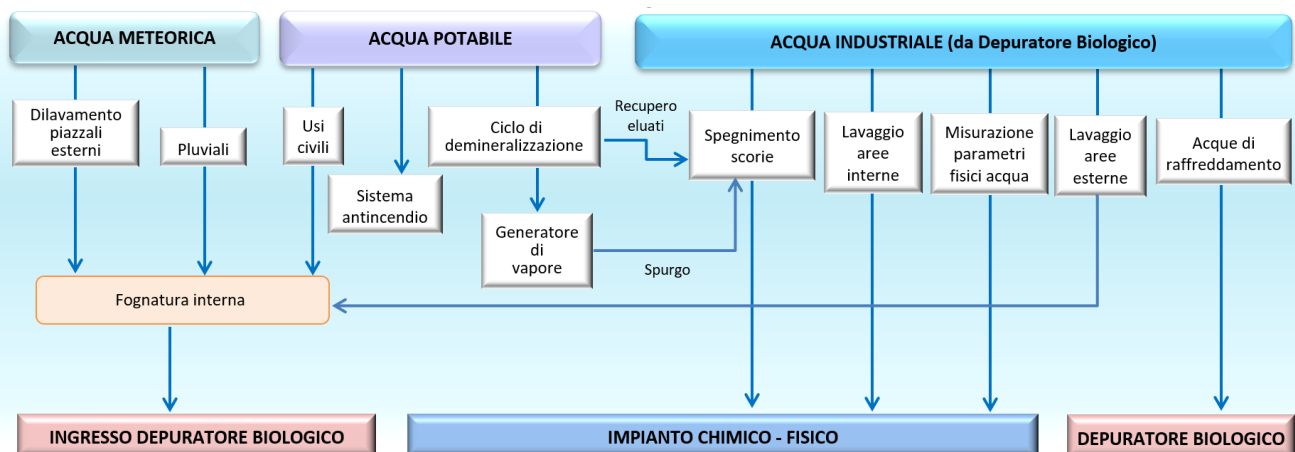 ACQUA METEORICA
ACQUA POTABILE
ACQUA INDUSTRIALE (da Depuratore Biologico)
Dilavamento
piazzali
esterni
Pluviali
Usi
civili
Sistema
antincendio
Ciclo di
demineralizzazione
Recupero
eluati
Generatore
di
vapore
Spurgo
Spegnimento
scorie
Lavaggio
aree
interne
Misurazione
parametri
fisici acqua
Lavaggio
aree
esterne
Acque di
raffreddamento
Fognatura interna
INGRESSO DEPURATORE BIOLOGICO
IMPIANTO CHIMICO - FISICO
DEPURATORE BIOLOGICO